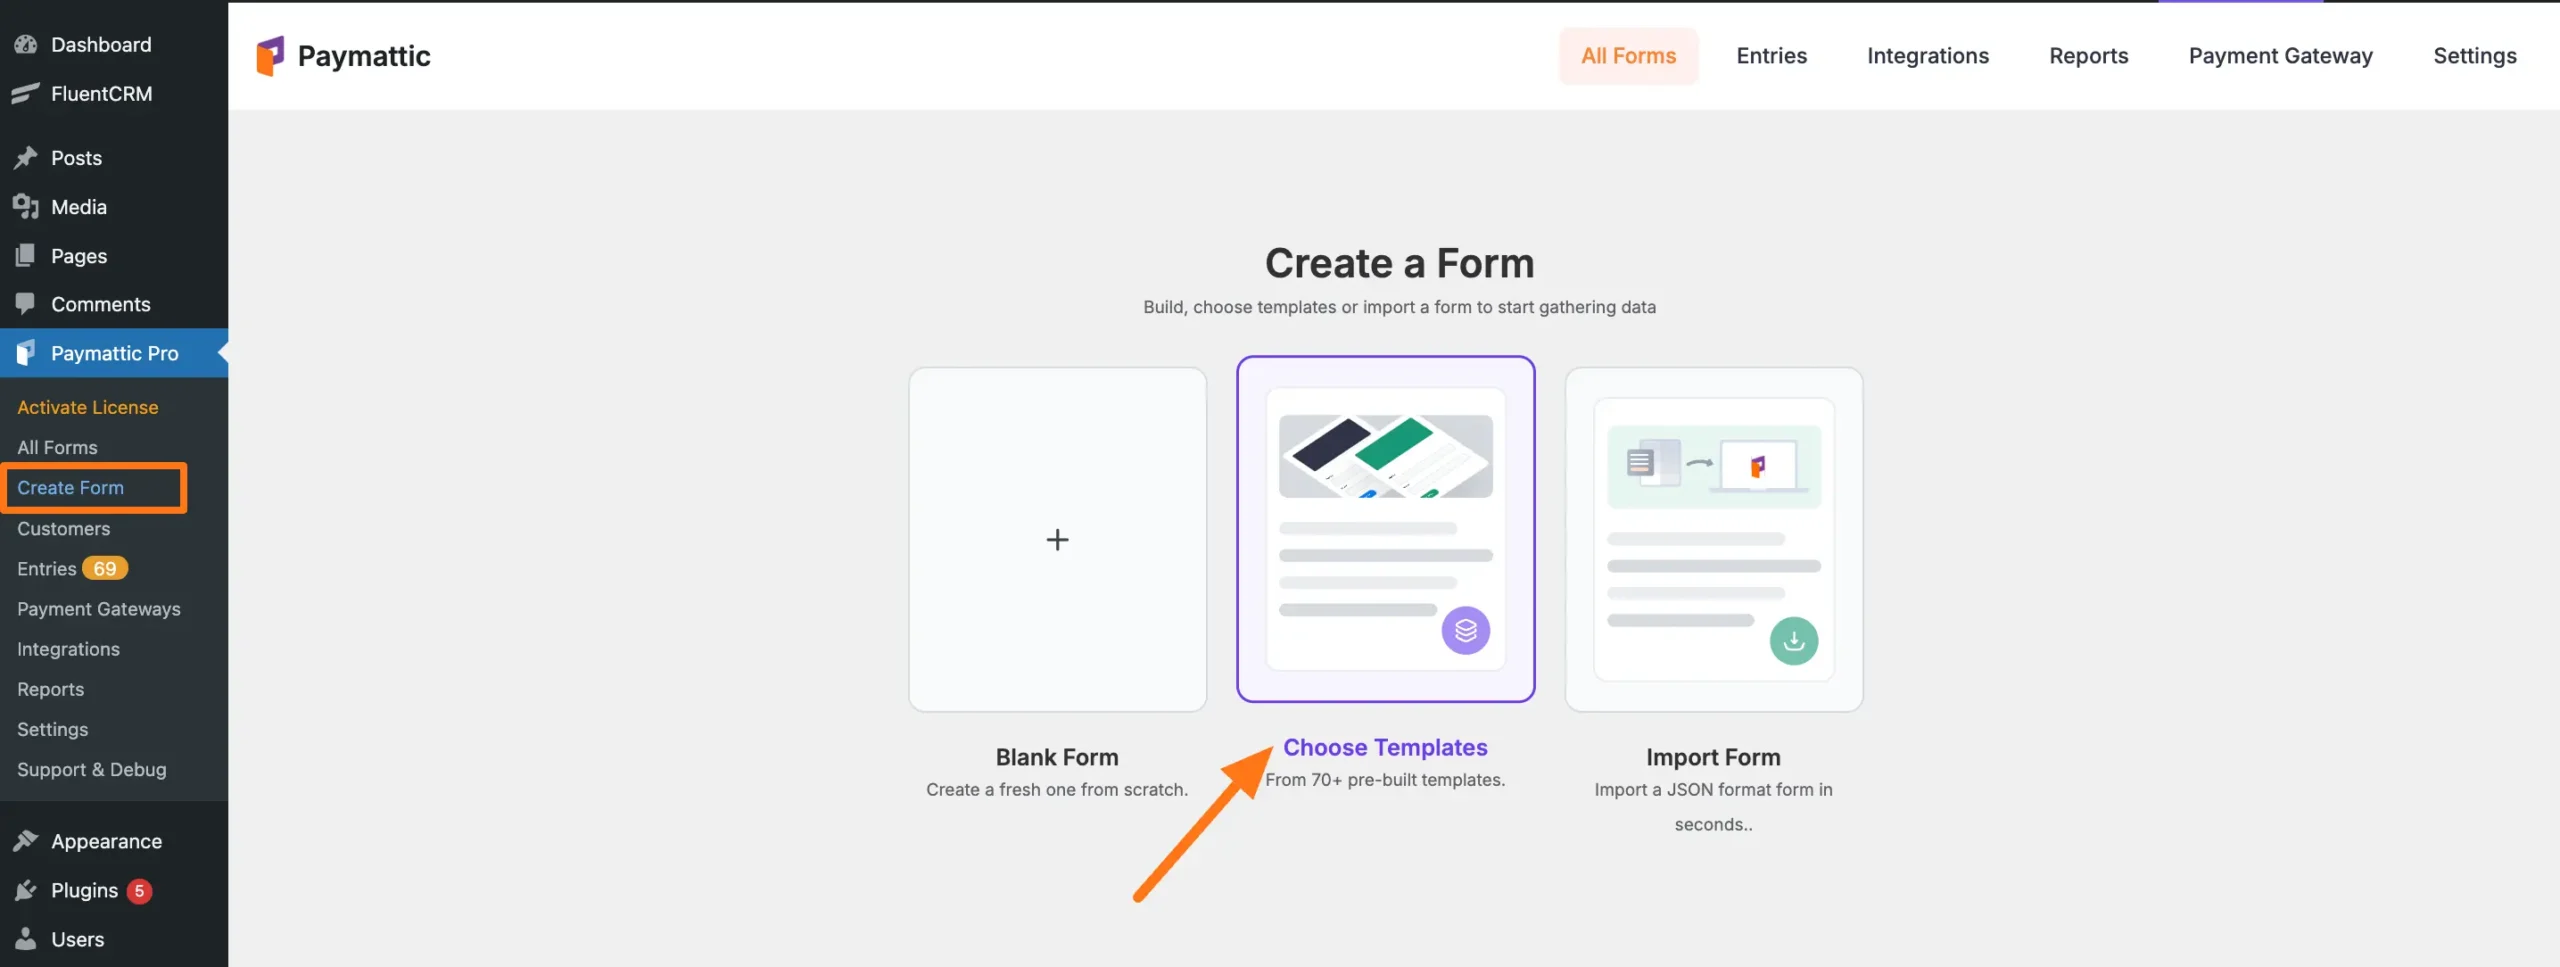 Dashboard
FluentCRM
Posts
Media
Pages
Comments
Paymattic Pro
Activate License
All Forms
Create Form
Customers
Entries 69
Payment Gateways
Integrations
Reports
Settings
Support & Debug
Appearance
Plugins 5
Users
Paymattic
All Forms
Entries
Integrations
Reports
Payment Gateway
Settings
Create a Form
Build, choose templates or import a form to start gathering data
+
Blank Form
Create a fresh one from scratch.
Choose Templates
From 70+ pre-built templates.
Import Form
Import a JSON format form in
seconds..